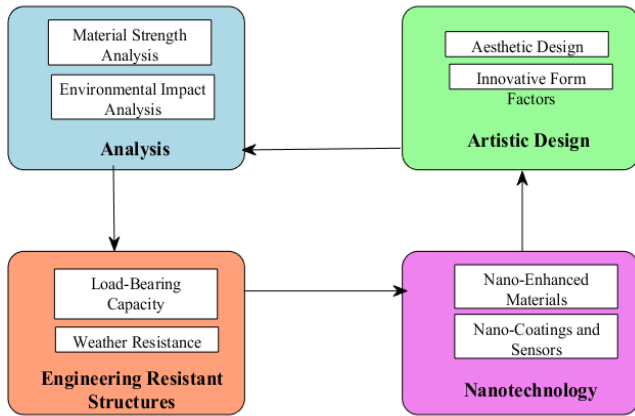 Material Strength
Analysis
Environmental Impact
Analysis
Analysis
Aesthetic Design
Innovative Form
Factors
Artistic Design
Load-Bearing
Capacity
Weather Resistance
Engineering Resistant
Structures
Nano-Enhanced
Materials
Nano-Coatings and
Sensors
Nanotechnology